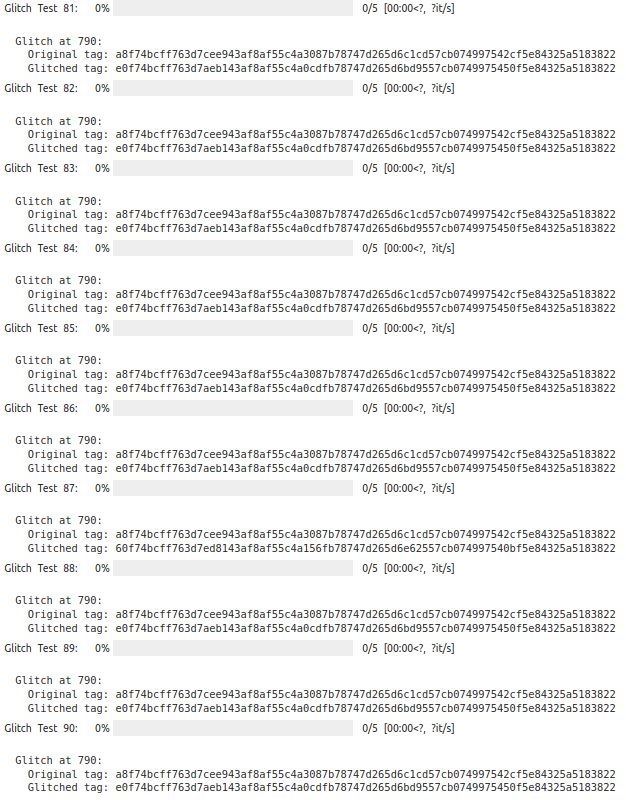 Glitch Test 81: 0% 0/5 [00:00<?, ?it/s]
Glitch at 790:
Original tag: a8f74bcff763d7cee943af8af55c4a3087b78747d265d6c1cd57cb074997542cf5e84325a5183822
Glitched tag: e0f74bcff763d7aeb143af8af55c4a0cdfb78747d265d6bd9557cb0749975450f5e84325a5183822
Glitch Test 82: 0% 0/5 [00:00<?, ?it/s]
Glitch at 790:
Original tag: a8f74bcff763d7cee943af8af55c4a3087b78747d265d6c1cd57cb074997542cf5e84325a5183822
Glitched tag: e0f74bcff763d7aeb143af8af55c4a0cdfb78747d265d6bd9557cb0749975450f5e84325a5183822
Glitch Test 83: 0% 0/5 [00:00<?, ?it/s]
Glitch at 790:
Original tag: a8f74bcff763d7cee943af8af55c4a3087b78747d265d6c1cd57cb074997542cf5e84325a5183822
Glitched tag: e0f74bcff763d7aeb143af8af55c4a0cdfb78747d265d6bd9557cb0749975450f5e84325a5183822
Glitch Test 84: 0% 0/5 [00:00<?, ?it/s]
Glitch at 790:
Original tag: a8f74bcff763d7cee943af8af55c4a3087b78747d265d6c1cd57cb074997542cf5e84325a5183822
Glitched tag: e0f74bcff763d7aeb143af8af55c4a0cdfb78747d265d6bd9557cb0749975450f5e84325a5183822
Glitch Test 85: 0% 0/5 [00:00<?, ?it/s]
Glitch at 790:
Original tag: a8f74bcff763d7cee943af8af55c4a3087b78747d265d6c1cd57cb074997542cf5e84325a5183822
Glitched tag: e0f74bcff763d7aeb143af8af55c4a0cdfb78747d265d6bd9557cb0749975450f5e84325a5183822
Glitch Test 86: 0% 0/5 [00:00<?, ?it/s]
Glitch at 790:
Original tag: a8f74bcff763d7cee943af8af55c4a3087b78747d265d6c1cd57cb074997542cf5e84325a5183822
Glitched tag: e0f74bcff763d7aeb143af8af55c4a0cdfb78747d265d6bd9557cb0749975450f5e84325a5183822
Glitch Test 87: 0% 0/5 [00:00<?, ?it/s]
Glitch at 790:
Original tag: a8f74bcff763d7cee943af8af55c4a3087b78747d265d6c1cd57cb074997542cf5e84325a5183822
Glitched tag: 60f74bcff763d7ed8143af8af55c4a156fb78747d265d6e62557cb074997540bf5e84325a5183822
Glitch Test 88: 0% 0/5 [00:00<?, ?it/s]
Glitch at 790:
Original tag: a8f74bcff763d7cee943af8af55c4a3087b78747d265d6c1cd57cb074997542cf5e84325a5183822
Glitched tag: e0f74bcff763d7aeb143af8af55c4a0cdfb78747d265d6bd9557cb0749975450f5e84325a5183822
Glitch Test 89: 0% 0/5 [00:00<?, ?it/s]
Glitch at 790:
Original tag: a8f74bcff763d7cee943af8af55c4a3087b78747d265d6c1cd57cb074997542cf5e84325a5183822
Glitched tag: e0f74bcff763d7aeb143af8af55c4a0cdfb78747d265d6bd9557cb0749975450f5e84325a5183822
Glitch Test 90: 0% 0/5 [00:00<?, ?it/s]
Glitch at 790:
Original tag: a8f74bcff763d7cee943af8af55c4a3087b78747d265d6c1cd57cb074997542cf5e84325a5183822
Glitched tag: e0f74bcff763d7aeb143af8af55c4a0cdfb78747d265d6bd9557cb0749975450f5e84325a5183822